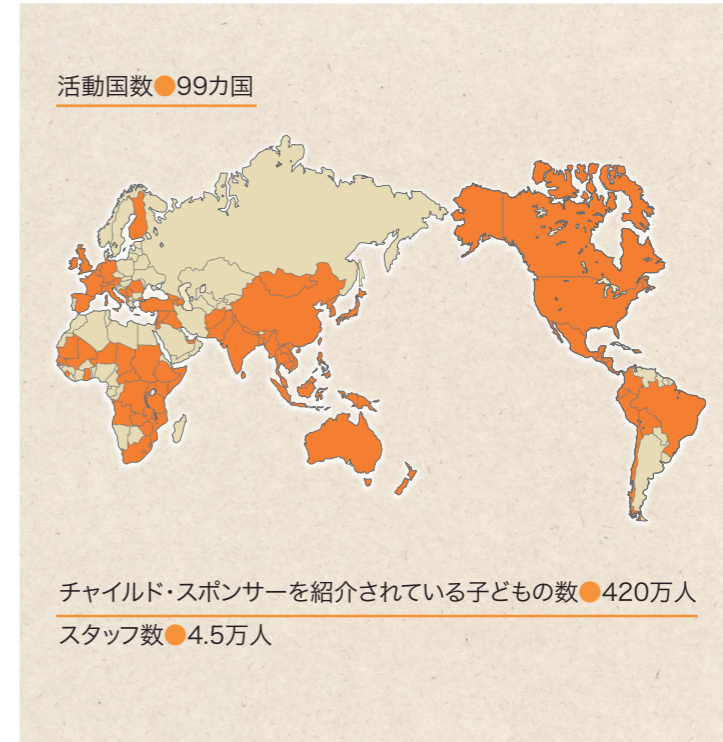 活動国数●99カ国
チャイルド・スポンサーを紹介されている子どもの数●420万人
スタッフ数●4.5万人